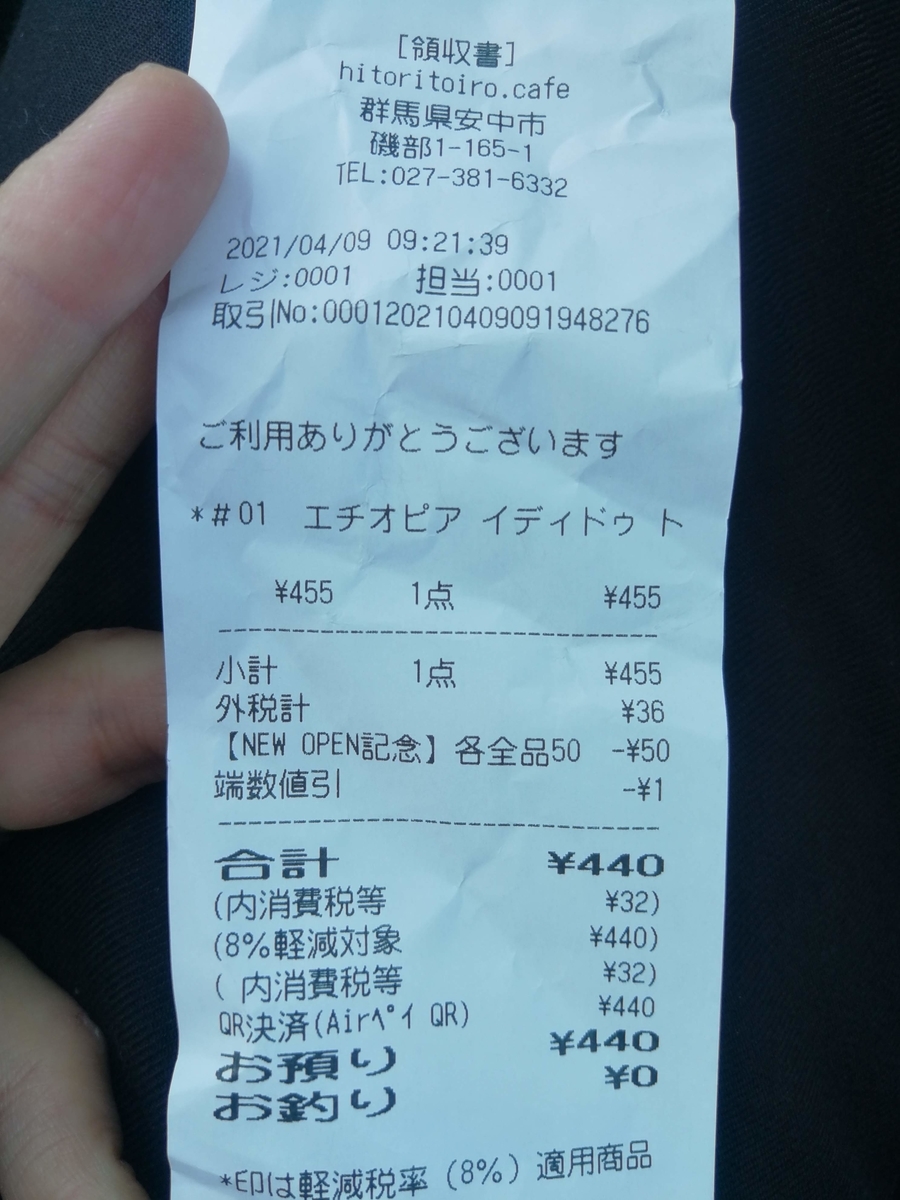 [領収書]
hitoritoiro.cafe
群馬県安中市
磯部1-165-1
TEL:027-381-6332
2021/04/09 09:21:39
レジ:0001 担当:0001
取引No:000120210409091948276
ご利用ありがとうございます
*#01 エチオピア イディドゥ ト
¥455 1点 ¥455
小計 1点 ¥455
外税計 ¥36
【NEW OPEN記念】各全品50 -¥50
端数値引 -¥1
合計 ¥440
(内消費税等 ¥32)
(8%軽減対象 ¥440)
( 内消費税等 ¥32)
QR決済(Airペイ QR) ¥440
お預り ¥440
お釣り ¥0
*印は軽減税率(8%)適用商品